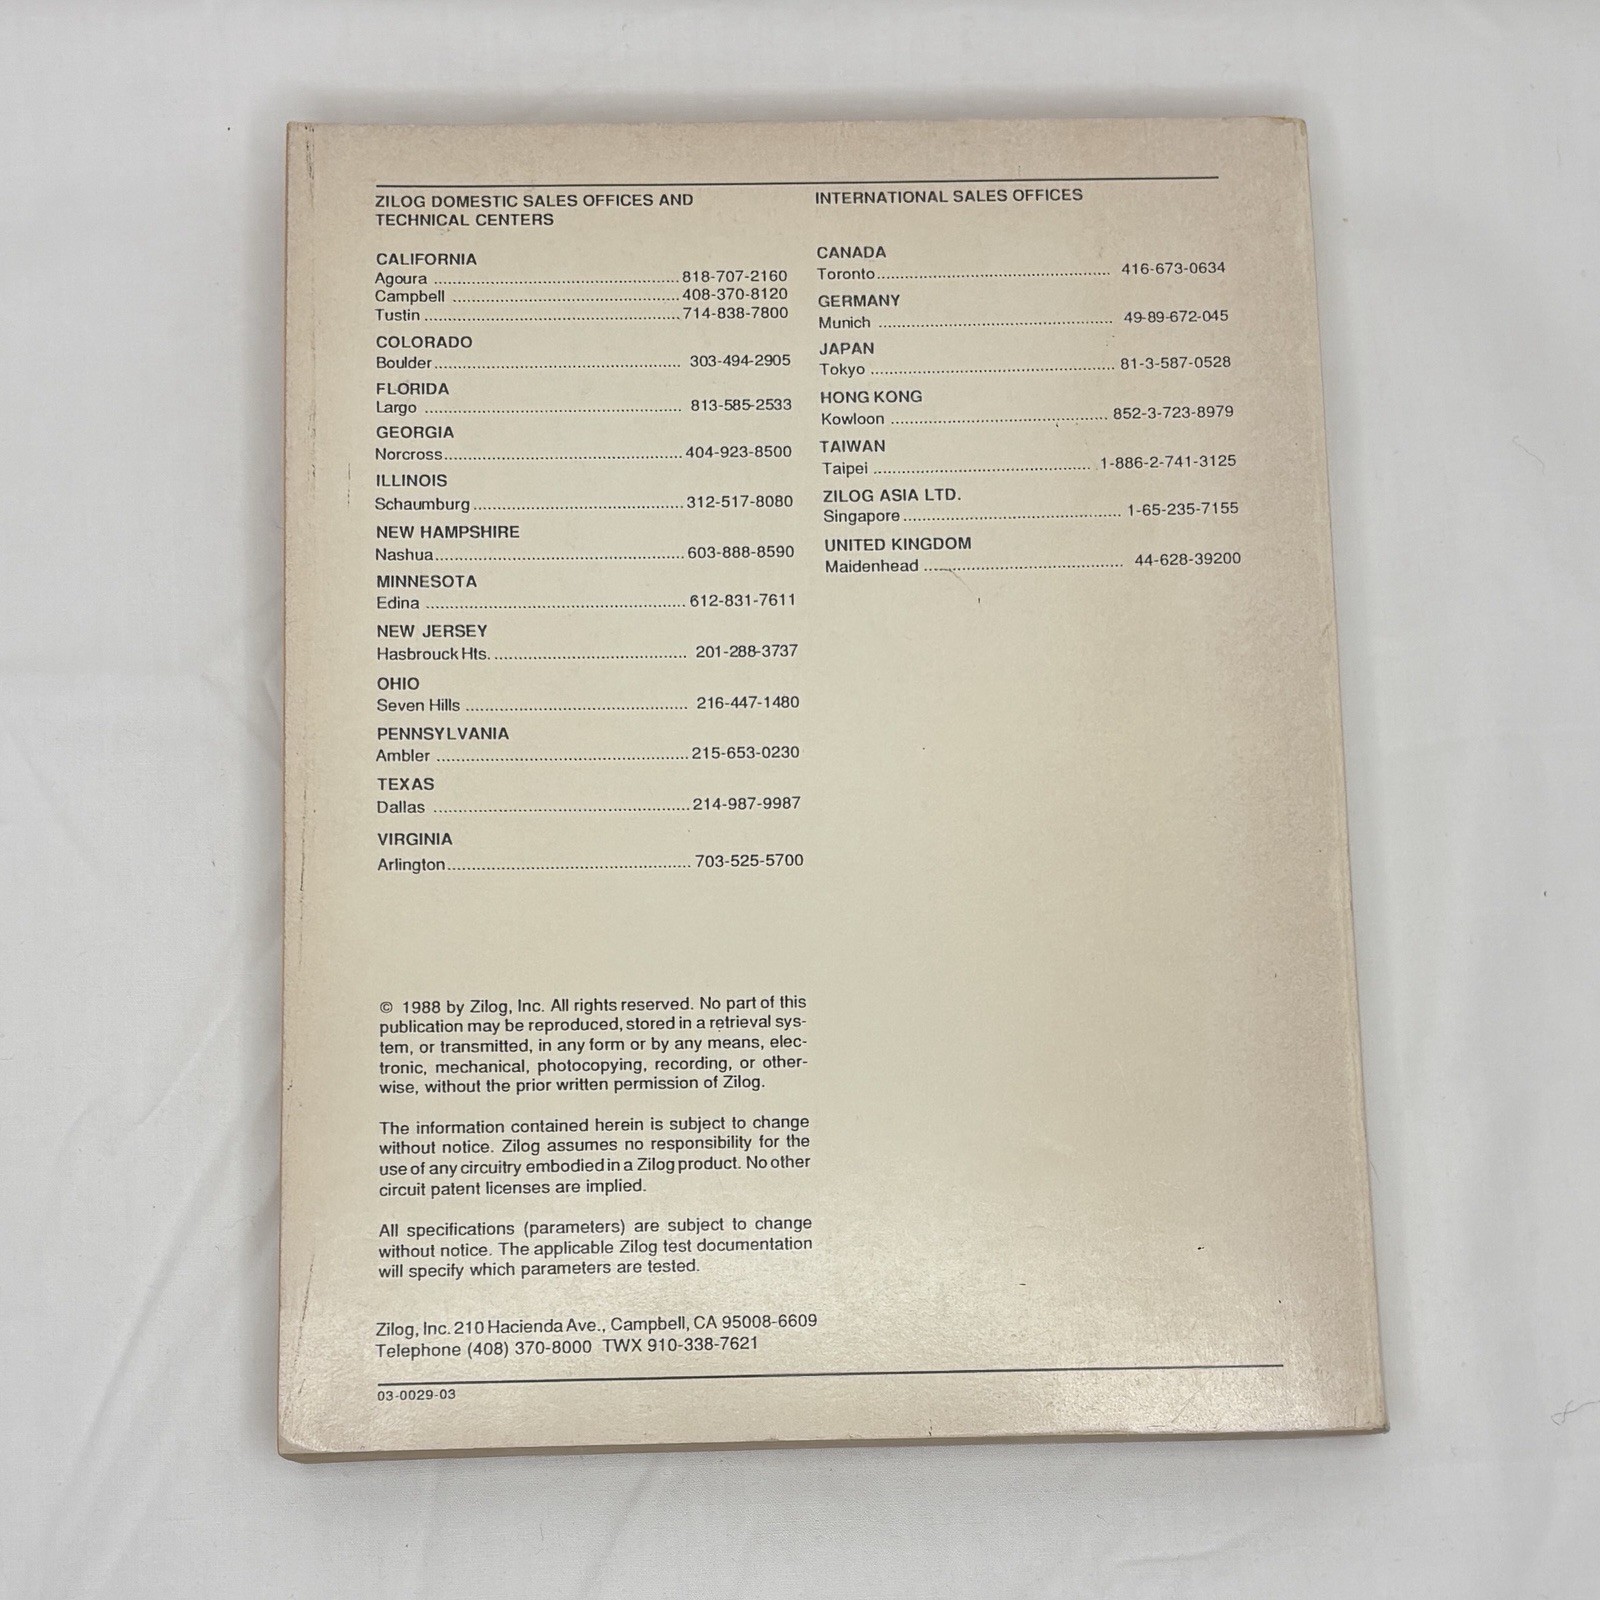 ZILOG DOMESTIC SALES OFFICES AND
TECHNICAL CENTERS
CALIFORNIA
Agoura ........................ 818-707-2160
Campbell ........................ 408-370-8120
Tustin ........................ 714-838-7800
COLORADO
Boulder ........................ 303-494-2905
FLORIDA
Largo ........................ 813-585-2533
GEORGIA
Norcross ........................ 404-923-8500
ILLINOIS
Schaumburg ........................ 312-517-8080
NEW HAMPSHIRE
Nashua ........................ 603-888-8590
MINNESOTA
Edina ........................ 612-831-7611
NEW JERSEY
Hasbrouck Hts. ........................ 201-288-3737
OHIO
Seven Hills ........................ 216-447-1480
PENNSYLVANIA
Ambler ........................ 215-653-0230
TEXAS
Dallas ........................ 214-987-9987
VIRGINIA
Arlington ........................ 703-525-5700
INTERNATIONAL SALES OFFICES
CANADA
Toronto ........................ 416-673-0634
GERMANY
Munich ........................ 49-89-672-045
JAPAN
Tokyo ........................ 81-3-587-0528
HONG KONG
Kowloon ........................ 852-3-723-8979
TAIWAN
Taipei ........................ 1-886-2-741-3125
ZILOG ASIA LTD.
Singapore ........................ 1-65-235-7155
UNITED KINGDOM
Maidenhead ........................ 44-628-39200
© 1988 by Zilog, Inc. All rights reserved. No part of this
publication may be reproduced, stored in a retrieval sys-
tem, or transmitted, in any form or by any means, elec-
tronic, mechanical, photocopying, recording, or other-
wise, without the prior written permission of Zilog.
The information contained herein is subject to change
without notice. Zilog assumes no responsibility for the
use of any circuitry embodied in a Zilog product. No other
circuit patent licenses are implied.
All specifications (parameters) are subject to change
without notice. The applicable Zilog test documentation
will specify which parameters are tested.
Zilog, Inc. 210 Hacienda Ave., Campbell, CA 95008-6609
Telephone (408) 370-8000 TWX 910-338-7621
03-0029-03